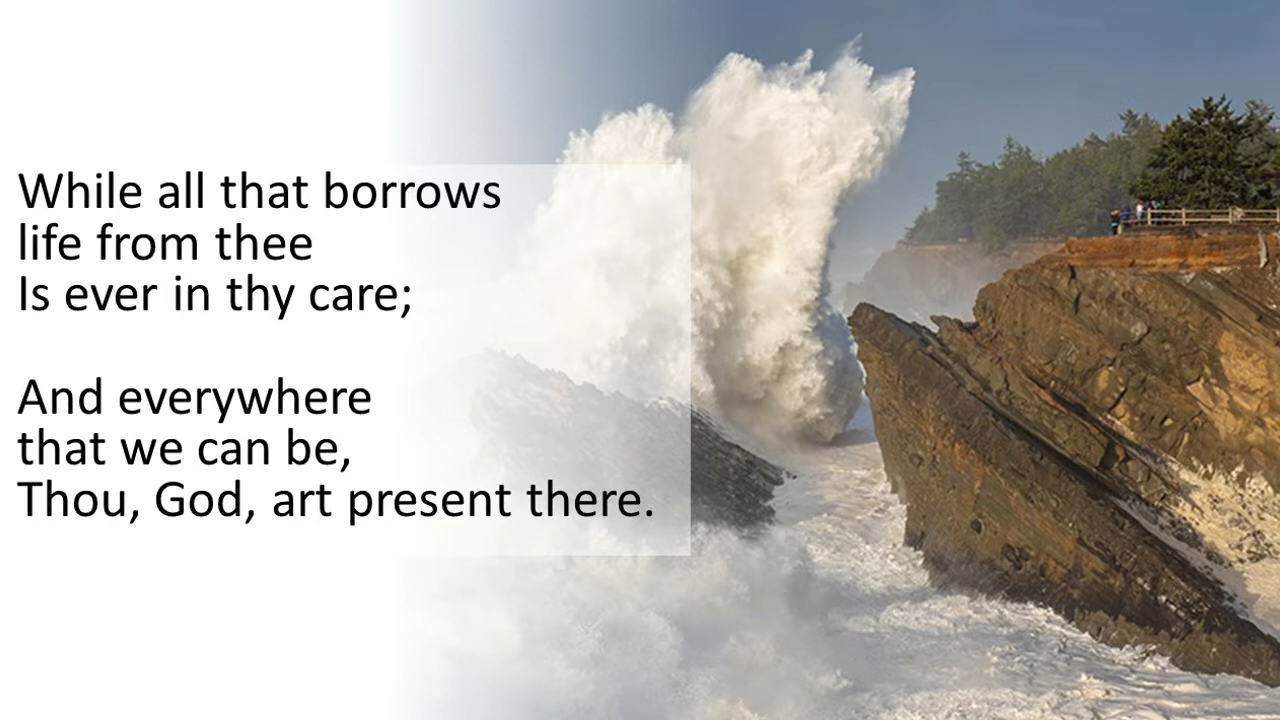 While all that borrows
life from thee
Is ever in thy care;
And everywhere
that we can be,
Thou, God, art present there.